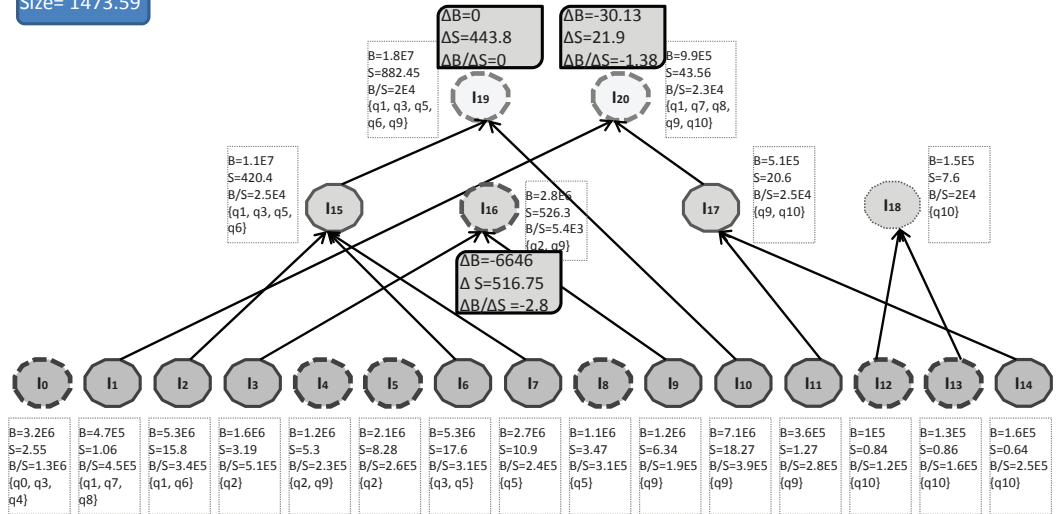 Size= 1473.59
ΔB=0
ΔS=443.8
ΔB/ΔS=0
ΔB=-30.13
ΔS=21.9
ΔB/ΔS=-1.38
B=1.8E7
S=882.45
B/S=2E4
{q1, q3, q5,
q6, q9}
I19
I20
B=9.9E5
S=43.56
B/S=2.3E4
{q1, q7, q8,
q9, q10}
B=1.1E7
S=420.4
B/S=2.5E4
{q1, q3, q5,
q6}
I15
I16
B=2.8E6
S=526.3
B/S=5.4E3
{q2, q9}
I17
B=5.1E5
S=20.6
B/S=2.5E4
{q9, q10}
I18
B=1.5E5
S=7.6
B/S=2E4
{q10}
ΔB=-6646
Δ S=516.75
ΔB/ΔS =-2.8
I0
I1
I2
I3
I4
I5
I6
I7
I8
I9
I10
I11
I12
I13
I14
B=3.2E6
S=2.55
B/S=1.3E6
{q0, q3,
q4}
B=4.7E5
S=1.06
B/S=4.5E5
{q1, q7,
q8}
B=5.3E6
S=15.8
B/S=3.4E5
{q1, q6}
B=1.6E6
S=3.19
B/S=5.1E5
{q2}
B=1.2E6
S=5.3
B/S=2.3E5
{q2, q9}
B=2.1E6
S=8.28
B/S=2.6E5
{q2}
B=5.3E6
S=17.6
B/S=3.1E5
{q3, q5}
B=2.7E6
S=10.9
B/S=2.4E5
{q5}
B=1.1E6
S=3.47
B/S=3.1E5
{q5}
B=1.2E6
S=6.34
B/S=1.9E5
{q9}
B=7.1E6
S=18.27
B/S=3.9E5
{q9}
B=3.6E5
S=1.27
B/S=2.8E5
{q9}
B=1E5
S=0.84
B/S=1.2E5
{q10}
B=1.3E5
S=0.86
B/S=1.6E5
{q10}
B=1.6E5
S=0.64
B/S=2.5E5
{q10}